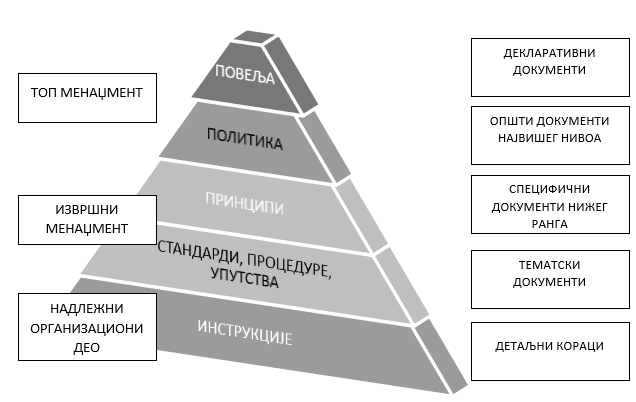 ПОВЕЉА
ПОЛИТИКА
ПРИНЦИПИ
СТАНДАРДИ, ПРОЦЕДУРЕ,
УПУТСТВА
ИНСТРУКЦИЈЕ
ТОП МЕНАЏМЕНТ
ИЗВРШНИ
МЕНАЏМЕНТ
НАДЛЕЖНИ
ОРГАНИЗАЦИОНИ
ДЕО
ДЕКЛАРАТИВНИ
ДОКУМЕНТИ
ОПШТИ ДОКУМЕНТИ
НАЈВИШЕГ НИВОА
СПЕЦИФИЧНИ
ДОКУМЕНТИ НИЖЕГ
РАНГА
ТЕМАТСКИ
ДОКУМЕНТИ
ДЕТАЉНИ КОРАЦИ